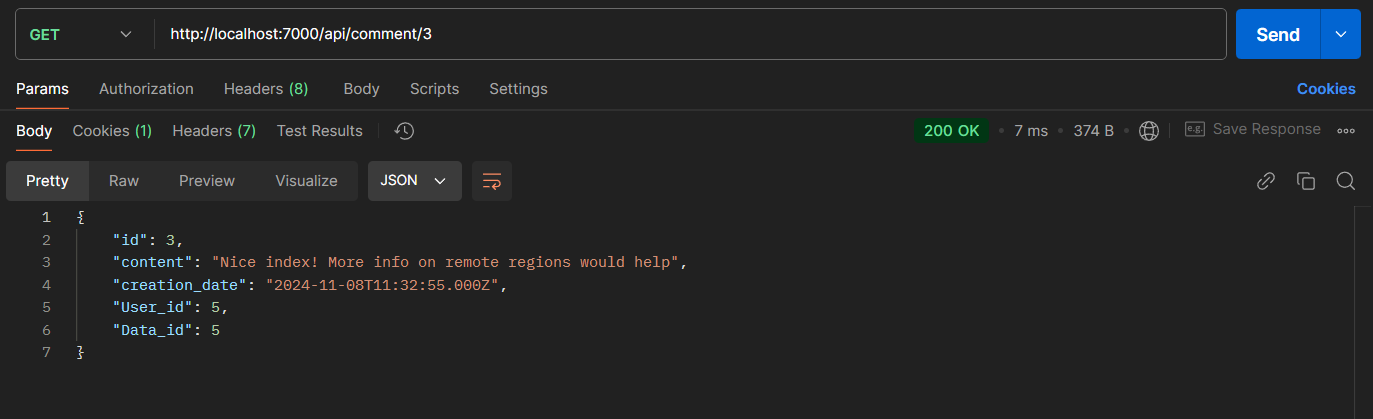 GET http://localhost:7000/api/comment/3 Send
Params Authorization Headers (8) Body Scripts Settings Cookies
Body Cookies (1) Headers (7) Test Results 200 OK • 7 ms • 374 B • e.g. Save Response
Pretty Raw Preview Visualize JSON
1 {
2 "id": 3,
3 "content": "Nice index! More info on remote regions would help",
4 "creation_date": "2024-11-08T11:32:55.000Z",
5 "User_id": 5,
6 "Data_id": 5
7 }